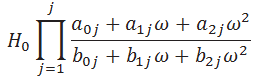 H₀ ∏_{j=1}^{j} (a₀ⱼ + a₁ⱼω + a₂ⱼω²) / (b₀ⱼ + b₁ⱼω + b₂ⱼω²)